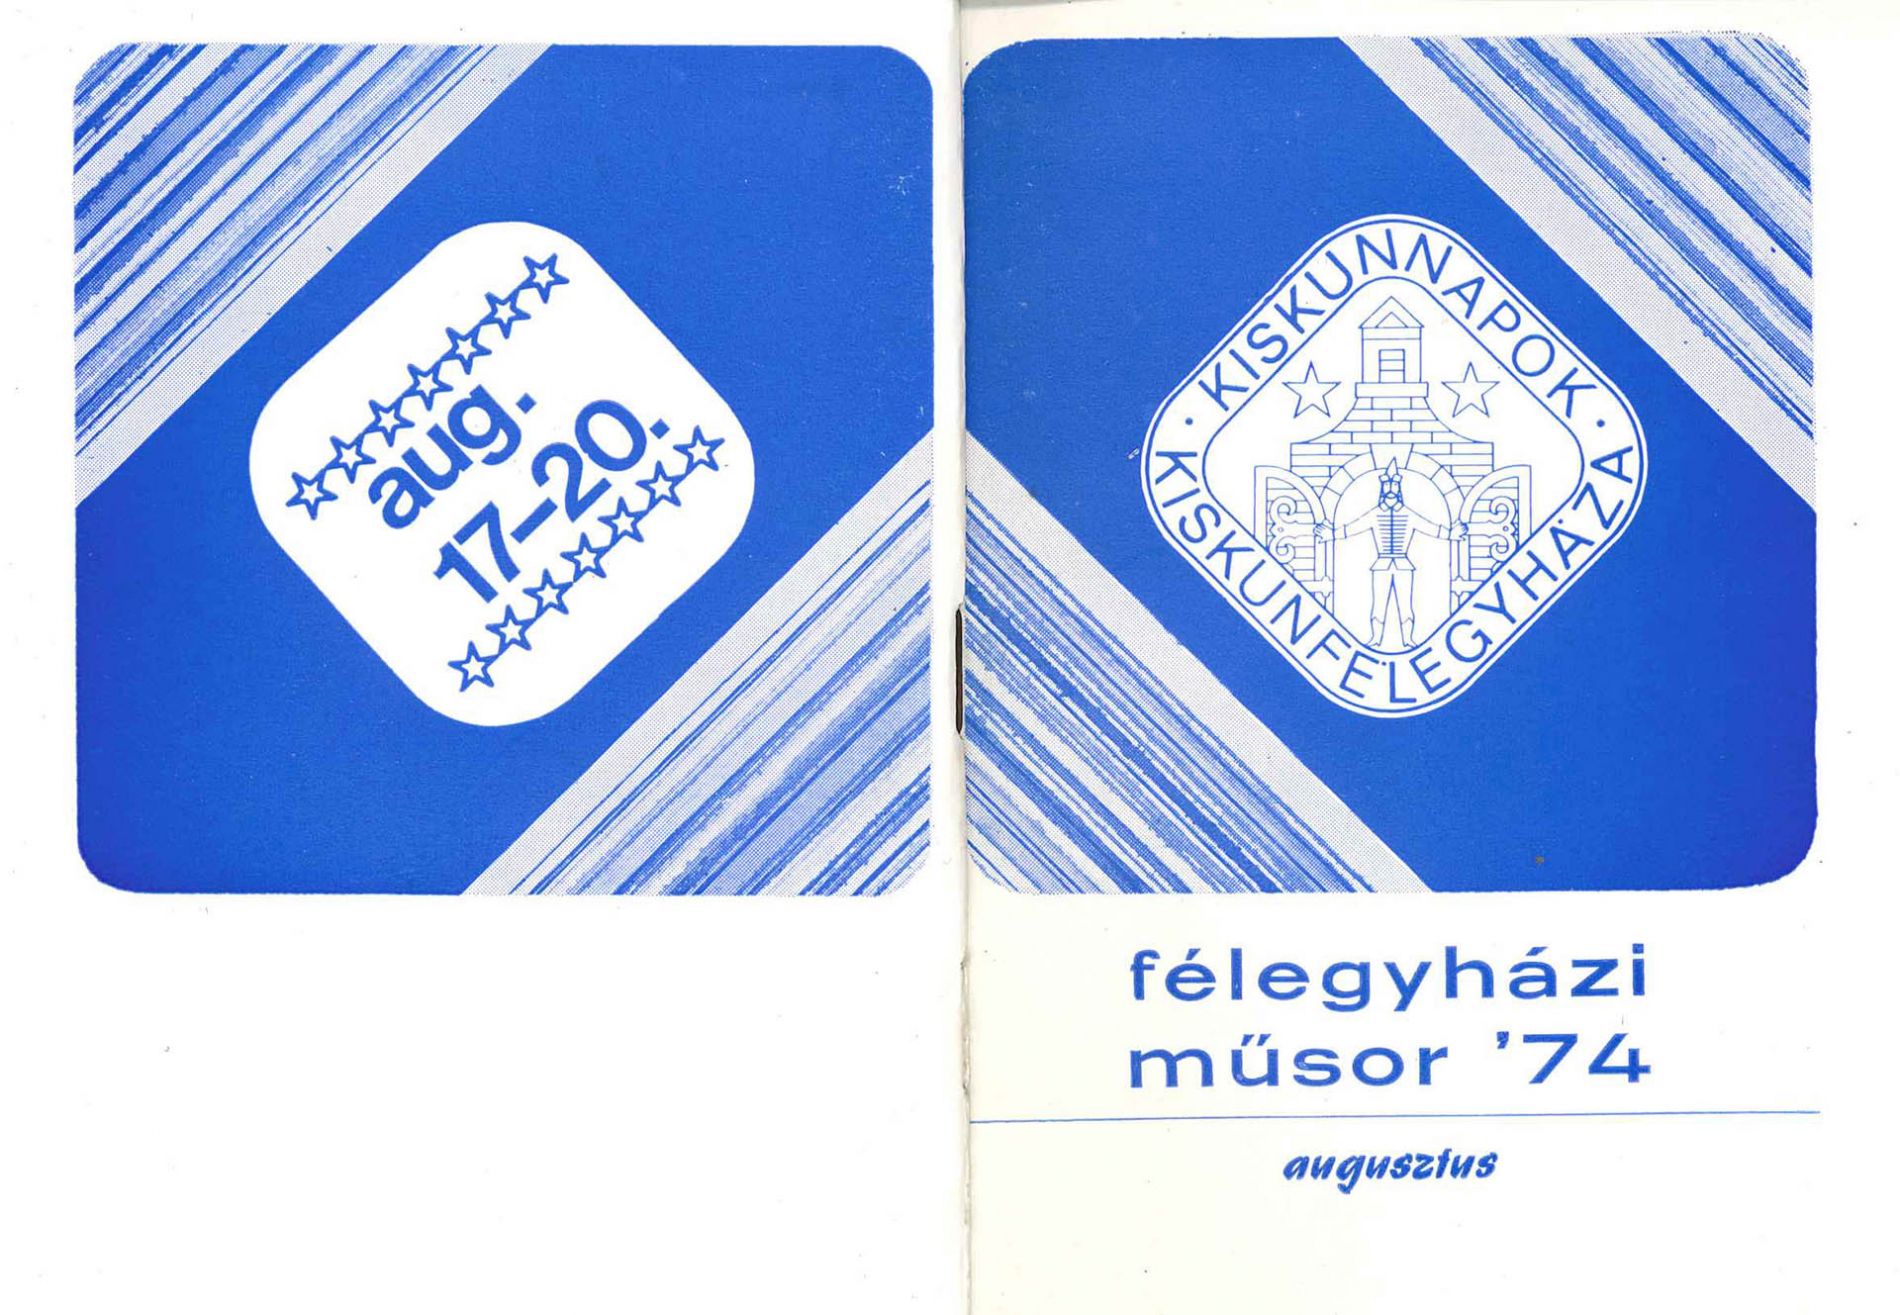 aug.
17–20.
· KISKUNNAPOK ·
KISKUNFÉLEGYHÁZA
félegyházi
műsor '74
augusztus